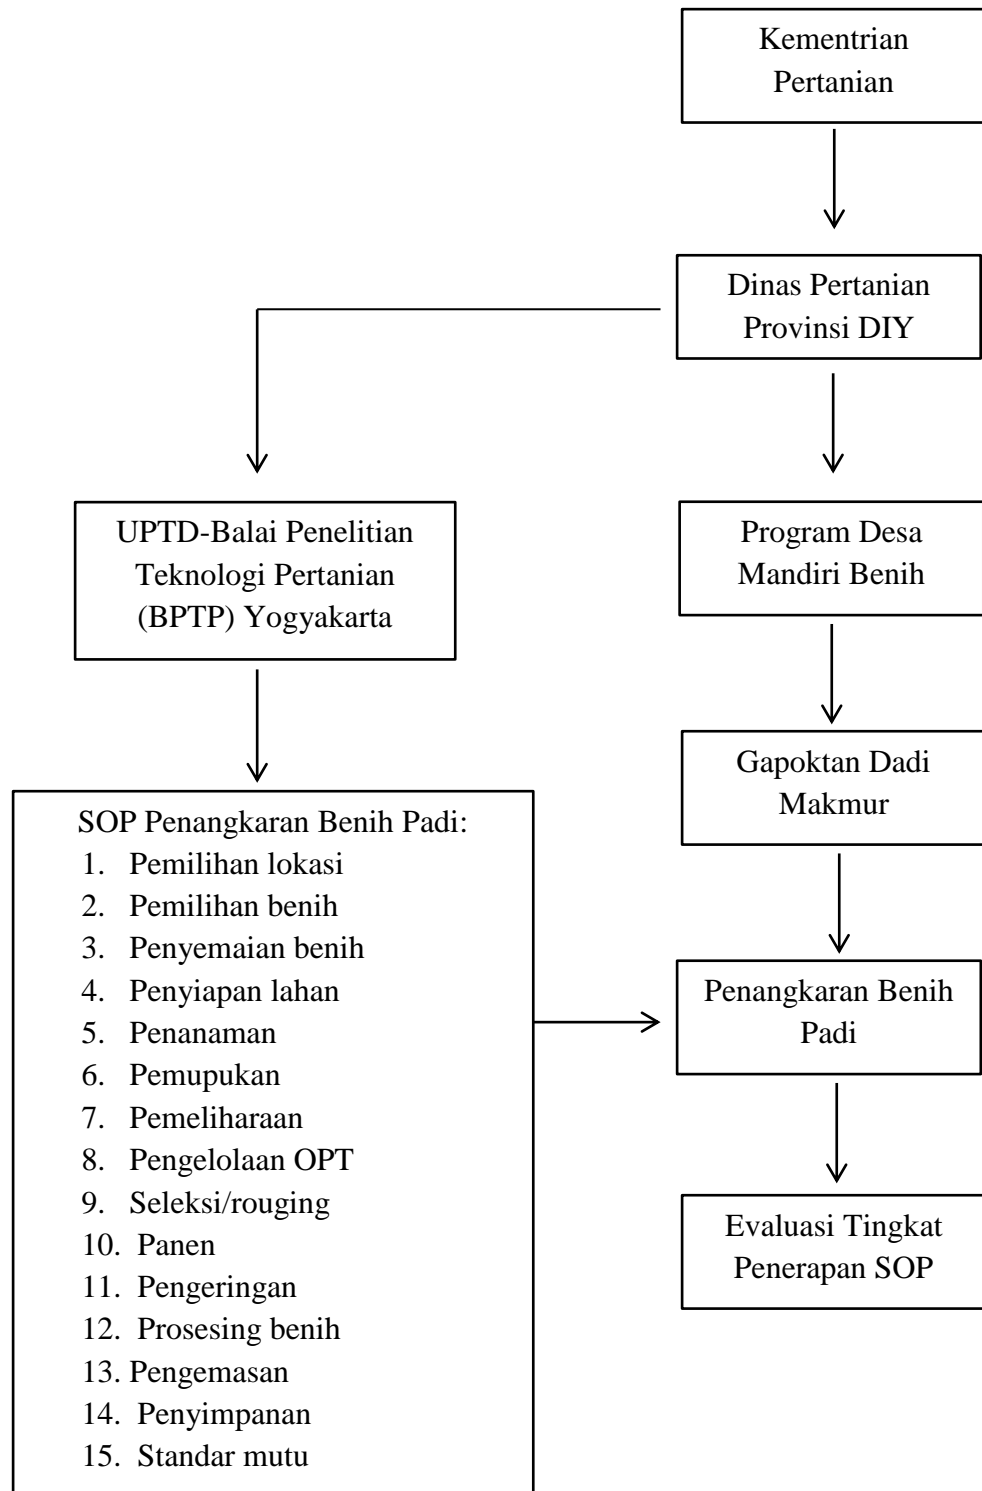 Kementrian
Pertanian
Dinas Pertanian
Provinsi DIY
UPTD-Balai Penelitian
Teknologi Pertanian
(BPTP) Yogyakarta
Program Desa
Mandiri Benih
Gapoktan Dadi
Makmur
SOP Penangkaran Benih Padi:
1. Pemilihan lokasi
2. Pemilihan benih
3. Penyemaian benih
4. Penyiapan lahan
5. Penanaman
6. Pemupukan
7. Pemeliharaan
8. Pengelolaan OPT
9. Seleksi/rouging
10. Panen
11. Pengeringan
12. Prosesing benih
13. Pengemasan
14. Penyimpanan
15. Standar mutu
Penangkaran Benih
Padi
Evaluasi Tingkat
Penerapan SOP